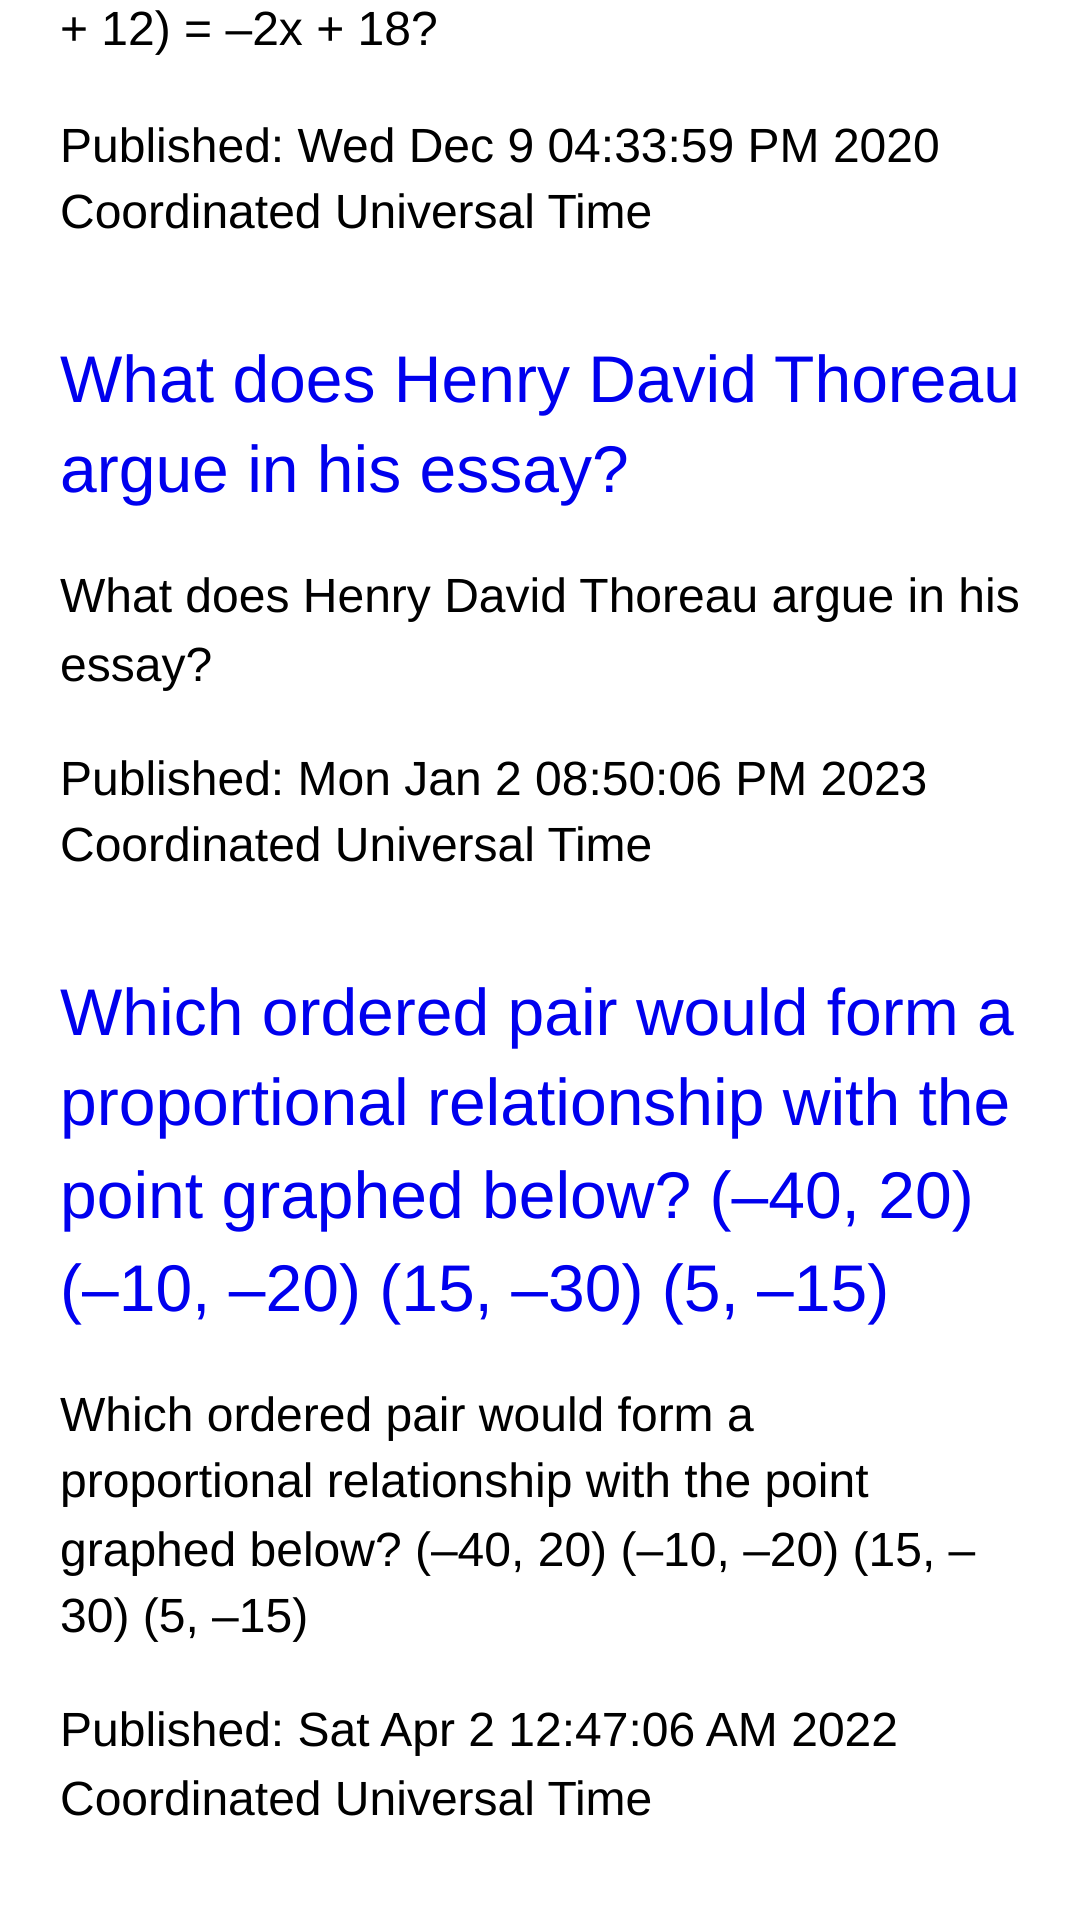 + 12) = –2x + 18?
Published: Wed Dec 9 04:33:59 PM 2020
Coordinated Universal Time
What does Henry David Thoreau
argue in his essay?
What does Henry David Thoreau argue in his
essay?
Published: Mon Jan 2 08:50:06 PM 2023
Coordinated Universal Time
Which ordered pair would form a
proportional relationship with the
point graphed below? (–40, 20)
(–10, –20) (15, –30) (5, –15)
Which ordered pair would form a
proportional relationship with the point
graphed below? (–40, 20) (–10, –20) (15, –
30) (5, –15)
Published: Sat Apr 2 12:47:06 AM 2022
Coordinated Universal Time